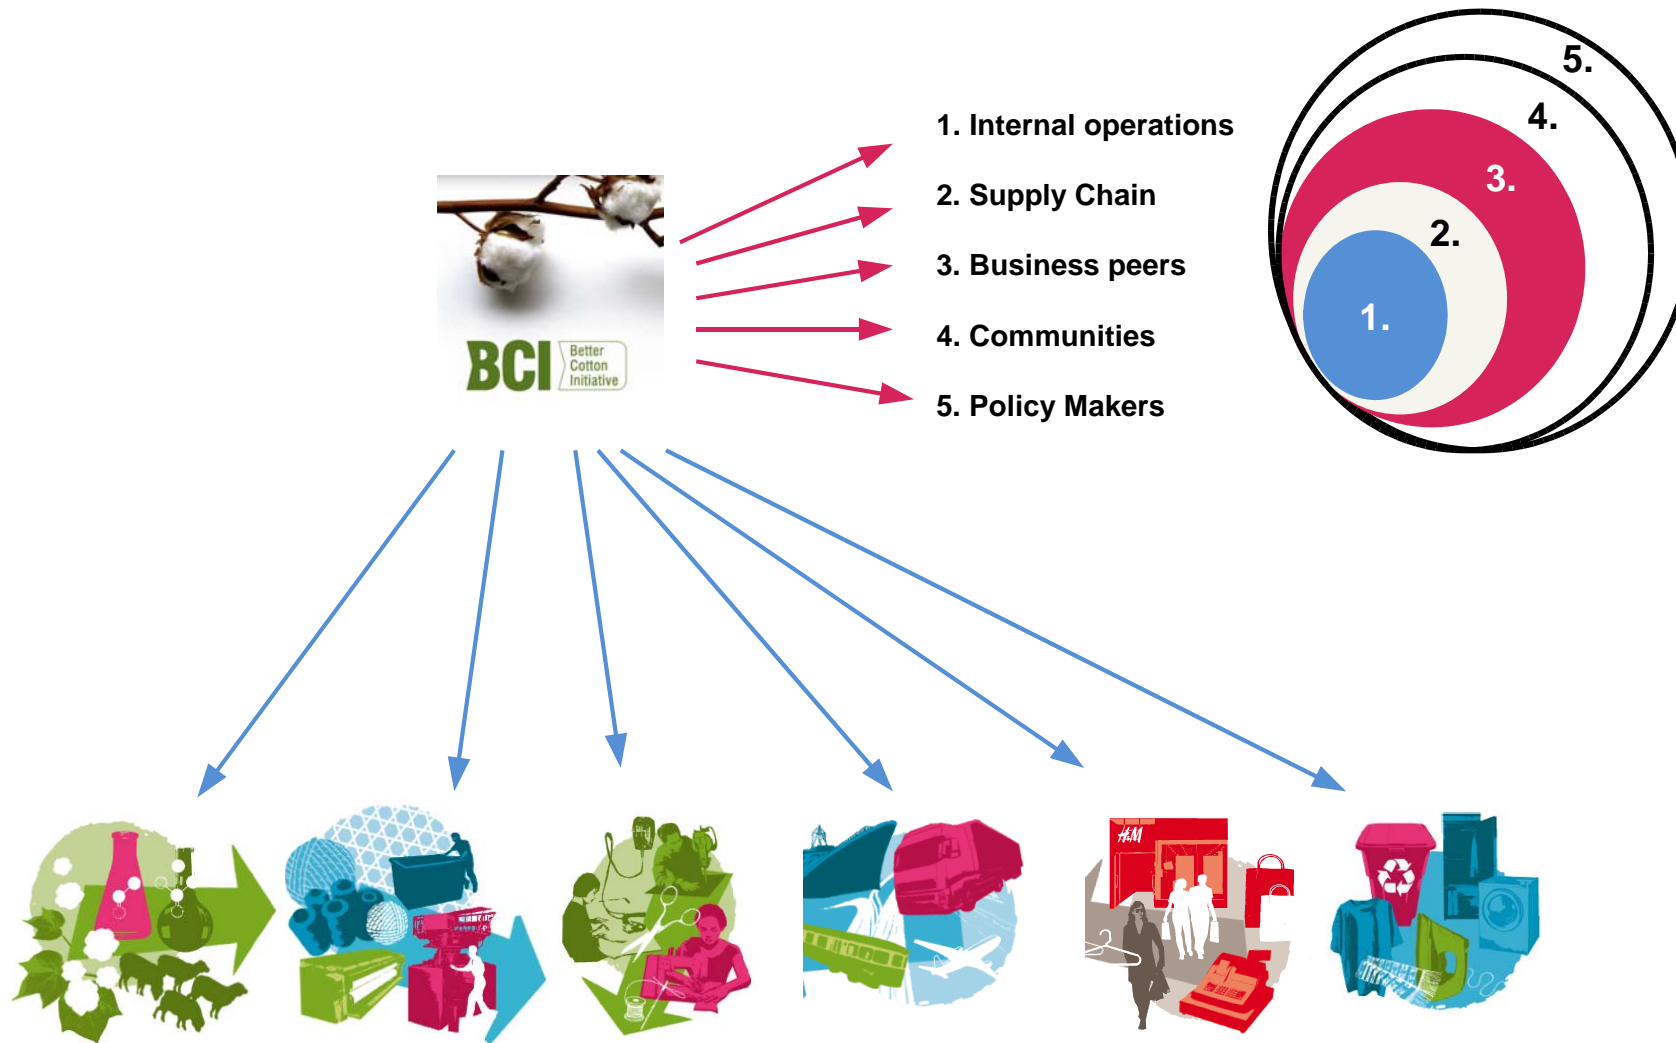 1. Internal operations
2. Supply Chain
3. Business peers
4. Communities
5. Policy Makers
5.
4.
3.
2.
1.
BCI
Better
Cotton
Initiative
H&M